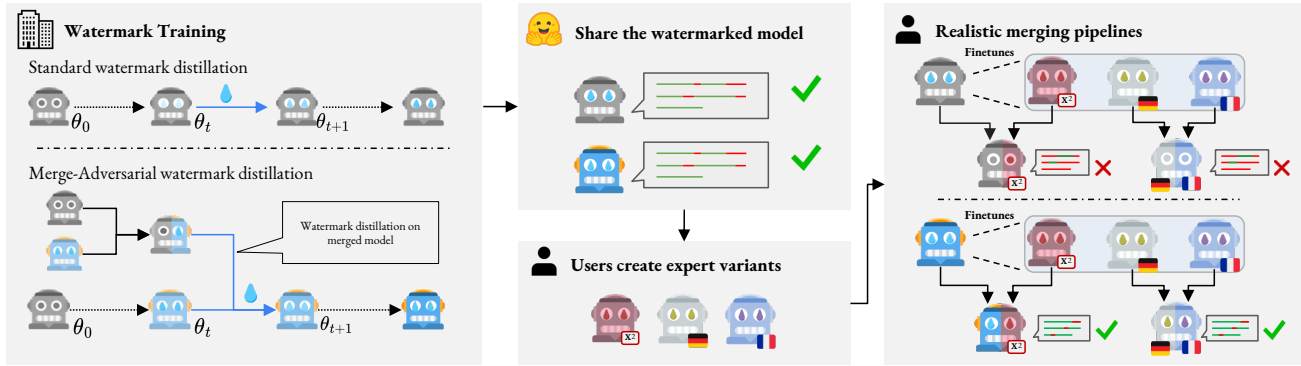 Watermark Training
Standard watermark distillation
θ₀
θₜ
θₜ₊₁
Merge-Adversarial watermark distillation
Watermark distillation on
merged model
θ₀
θₜ
θₜ₊₁
Share the watermarked model
Users create expert variants
x²
Realistic merging pipelines
Finetunes
x²
x²
Finetunes
x²
x²